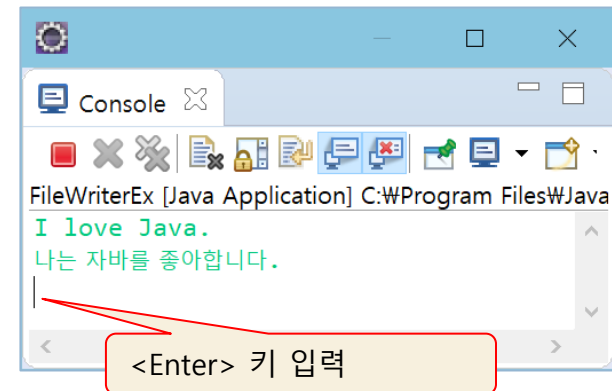 Console
FileWriterEx [Java Application] C:₩Program Files₩Java
I love Java.
나는 자바를 좋아합니다.
<Enter> 키 입력